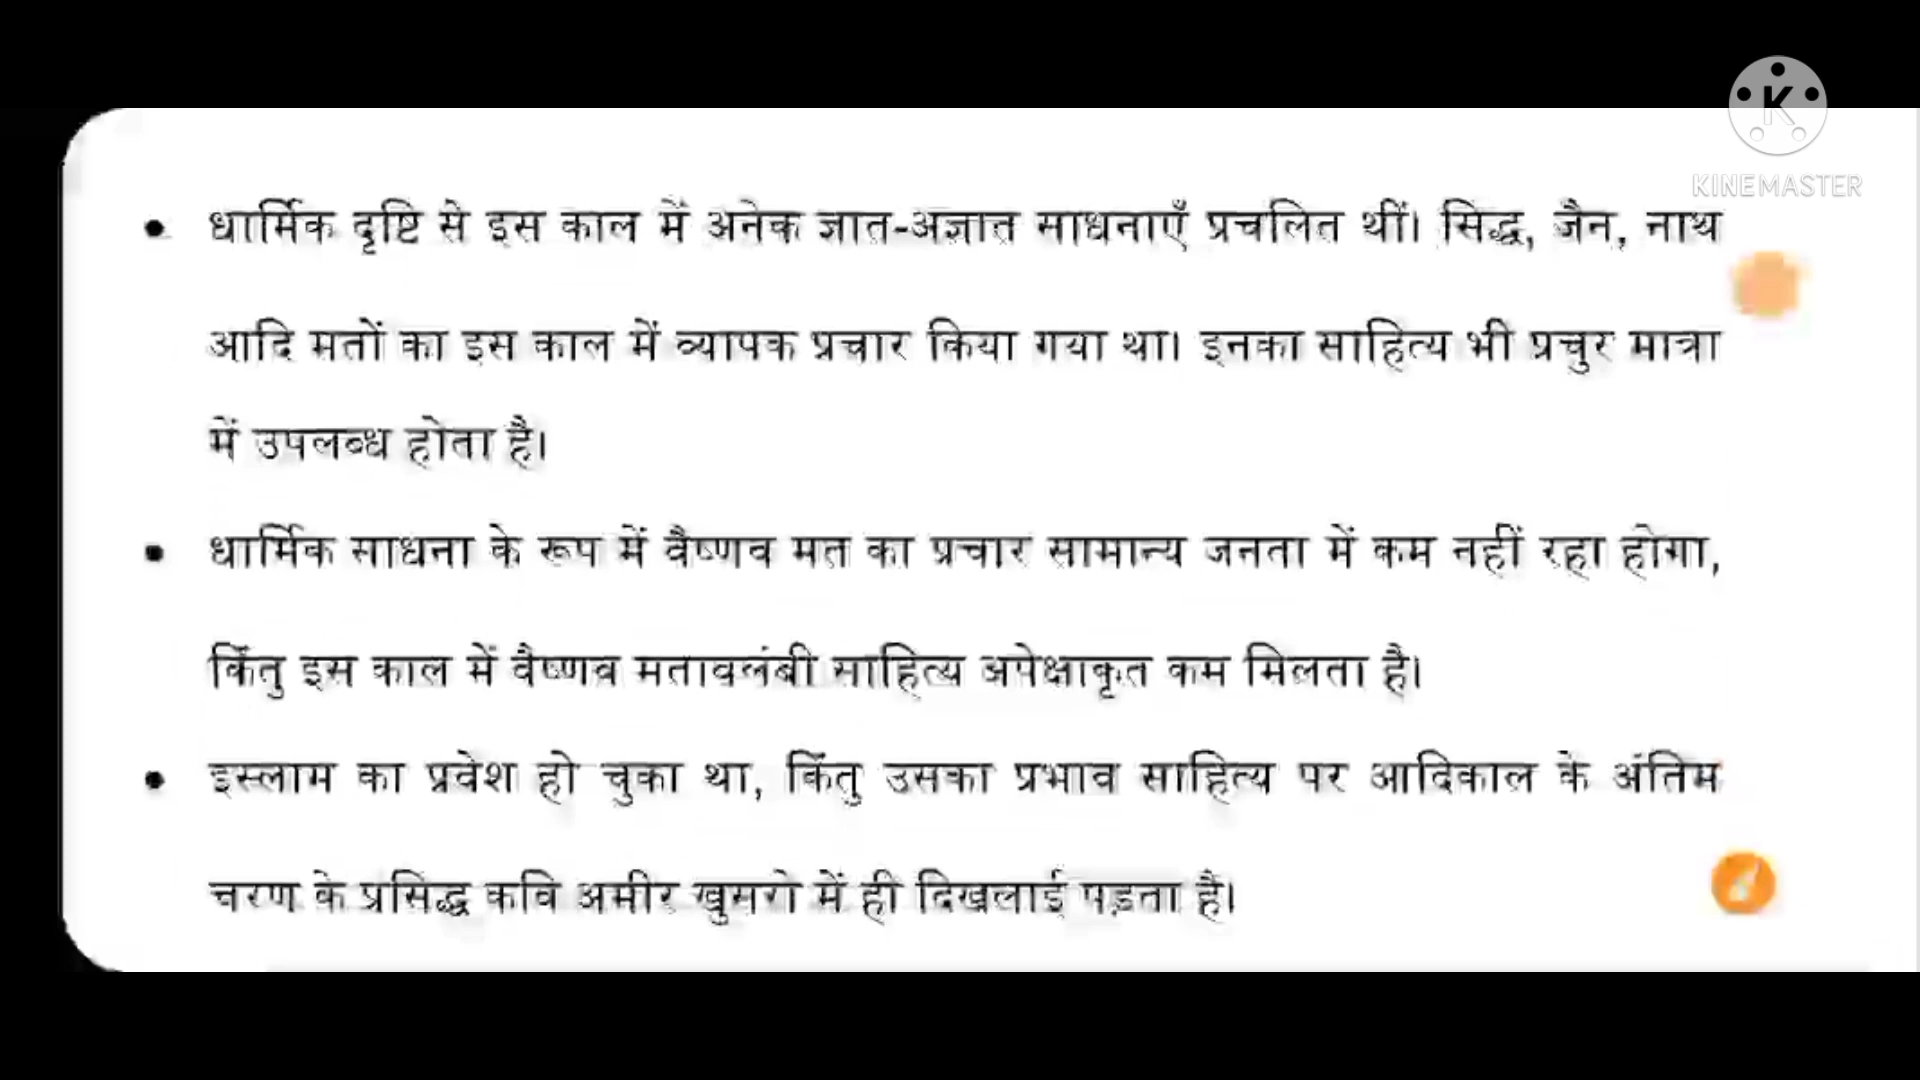 KINEMASTER
• धार्मिक दृष्टि से इस काल में अनेक ज्ञात-अज्ञात साधनाएँ प्रचलित थीं। सिद्ध, जैन, नाथ
आदि मतों का इस काल में व्यापक प्रचार किया गया था। इनका साहित्य भी प्रचुर मात्रा
में उपलब्ध होता है।
• धार्मिक साधना के रूप में वैष्णव मत का प्रचार सामान्य जनता में कम नहीं रहा होगा,
किंतु इस काल में वैष्णव मतावलंबी साहित्य अपेक्षाकृत कम मिलता है।
• इस्लाम का प्रवेश हो चुका था, किंतु उसका प्रभाव साहित्य पर आदिकाल के अंतिम
चरण के प्रसिद्ध कवि अमीर खुसरो में ही दिखलाई पड़ता है।